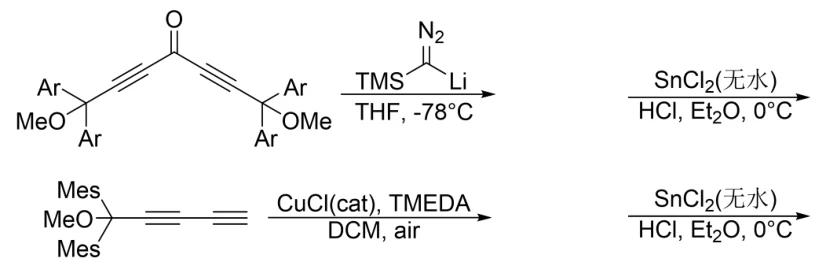 O
N₂
Ar
Ar
TMS
Li
SnCl₂(无水)
MeO
OMe
THF, -78°C
HCl, Et₂O, 0°C
Ar
Ar
Mes
CuCl(cat), TMEDA
SnCl₂(无水)
MeO
DCM, air
HCl, Et₂O, 0°C
Mes